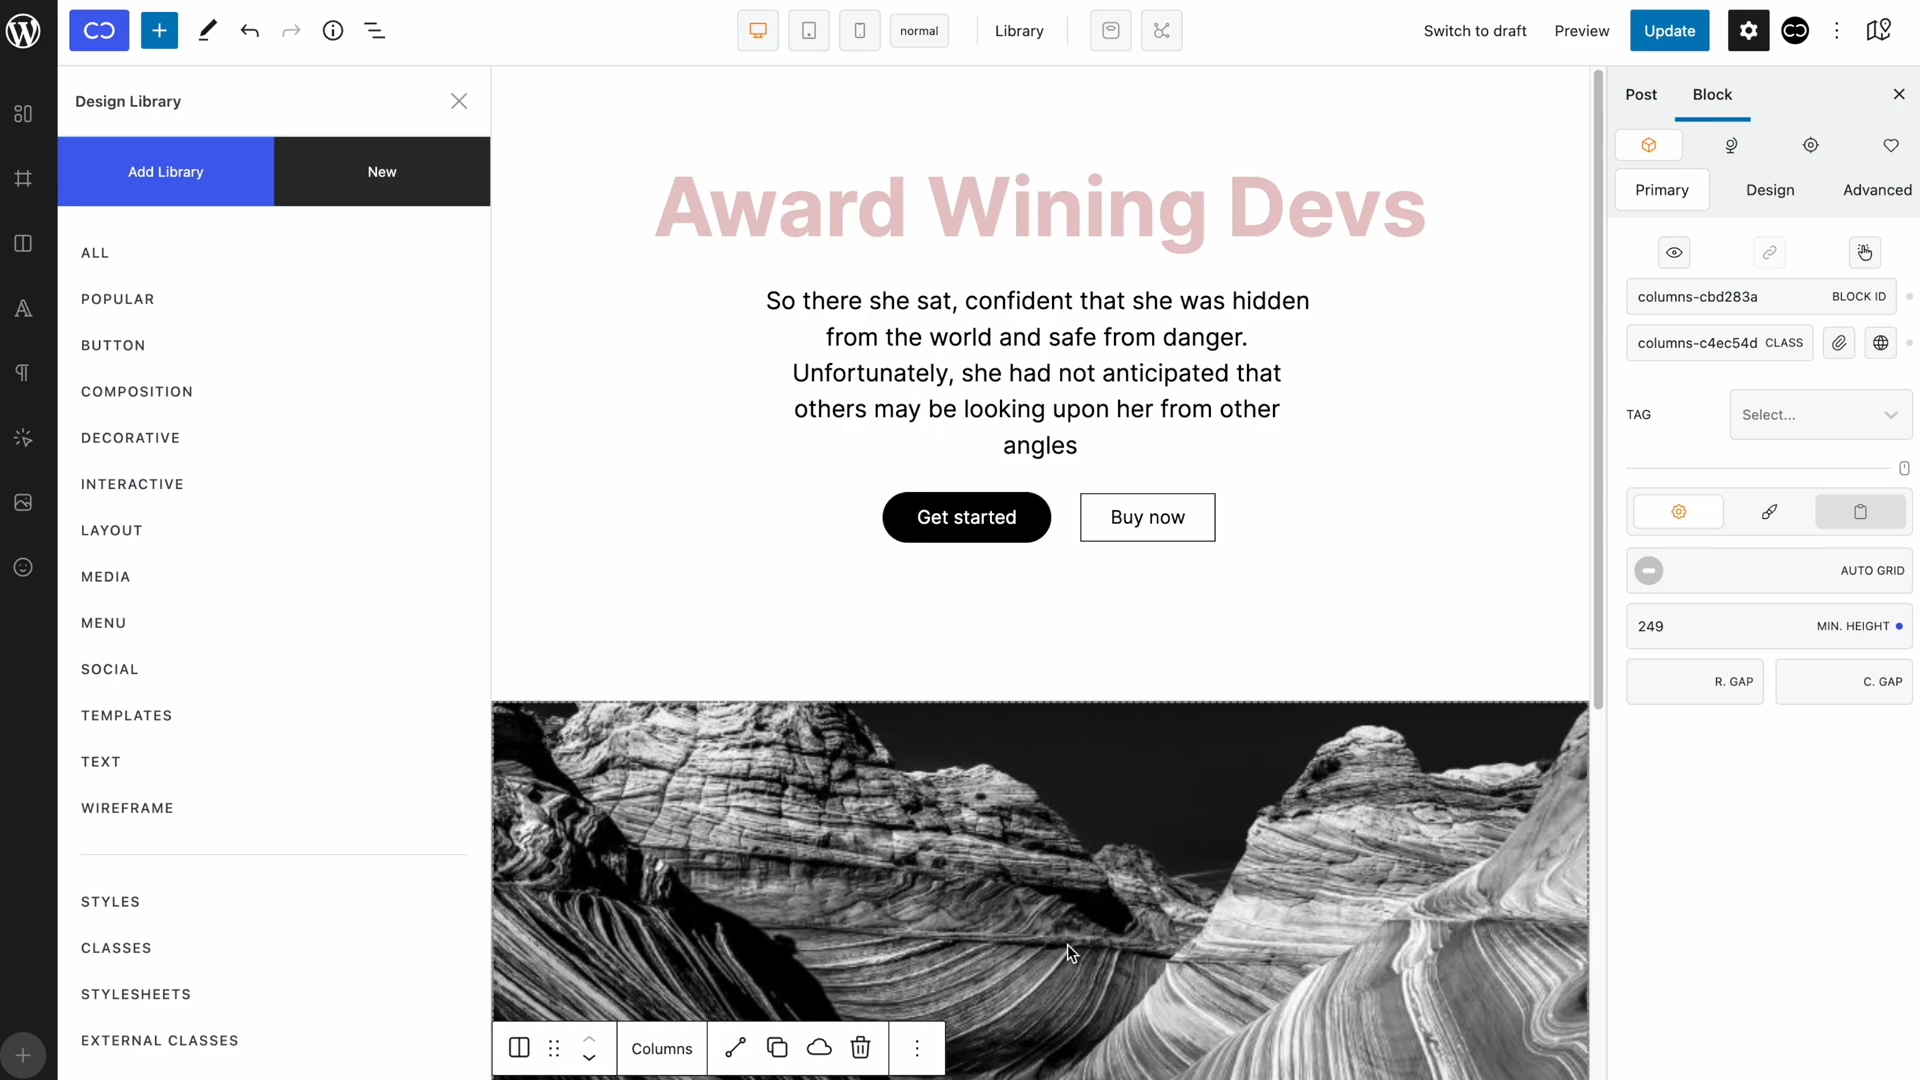 normal
Library
Switch to draft
Preview
Update
Design Library
Add Library
New
ALL
POPULAR
BUTTON
COMPOSITION
DECORATIVE
INTERACTIVE
LAYOUT
MEDIA
MENU
SOCIAL
TEMPLATES
TEXT
WIREFRAME
STYLES
CLASSES
STYLESHEETS
EXTERNAL CLASSES
Award Wining Devs
So there she sat, confident that she was hidden
from the world and safe from danger.
Unfortunately, she had not anticipated that
others may be looking upon her from other
angles
Get started
Buy now
Columns
Post
Block
Primary
Design
Advanced
columns-cbd283a BLOCK ID
columns-c4ec54d CLASS
TAG
Select...
AUTO GRID
249 MIN. HEIGHT
R. GAP
C. GAP